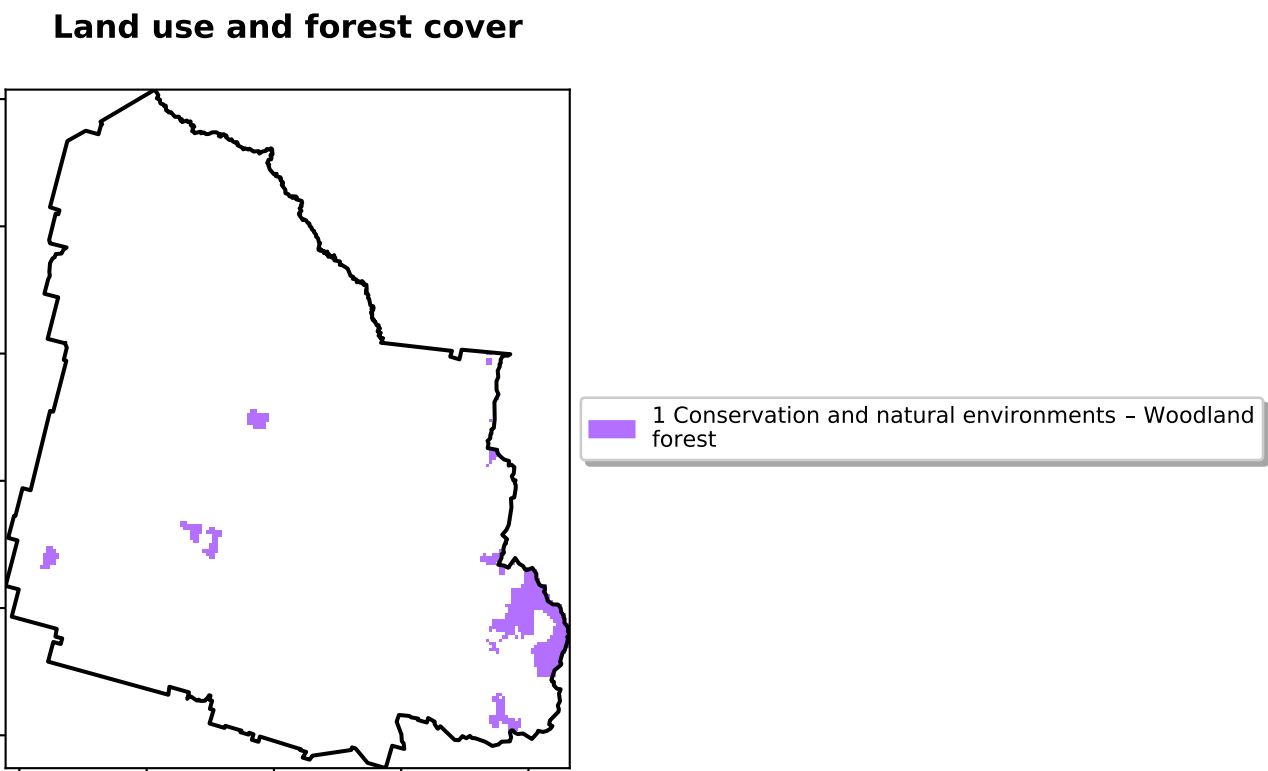 Land use and forest cover
1 Conservation and natural environments – Woodland
forest